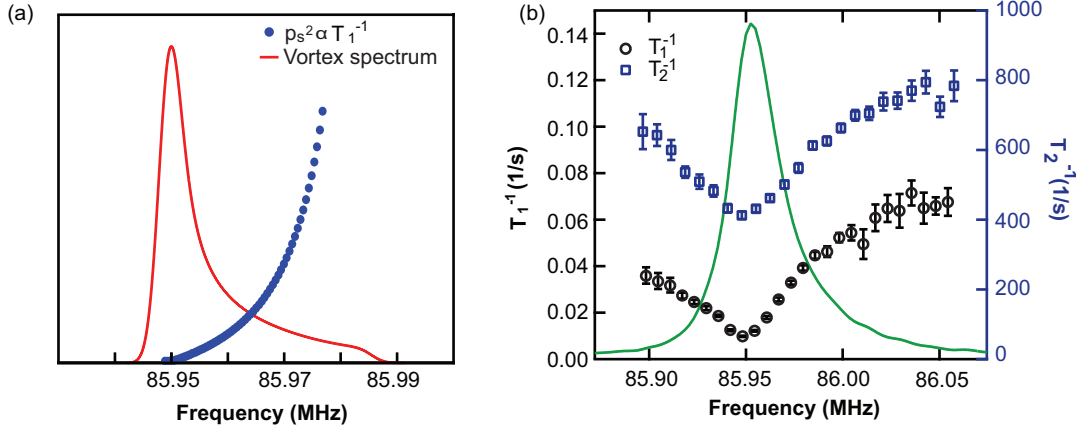 (a)
p_s² α T₁⁻¹
Vortex spectrum
85.95 85.97 85.99
Frequency (MHz)
(b)
T₁⁻¹
T₂⁻¹
0.14
0.12
0.10
0.08
0.06
0.04
0.02
0.00
T₁⁻¹ (1/s)
1000
800
600
400
200
0
T₂⁻¹ (1/s)
85.90 85.95 86.00 86.05
Frequency (MHz)